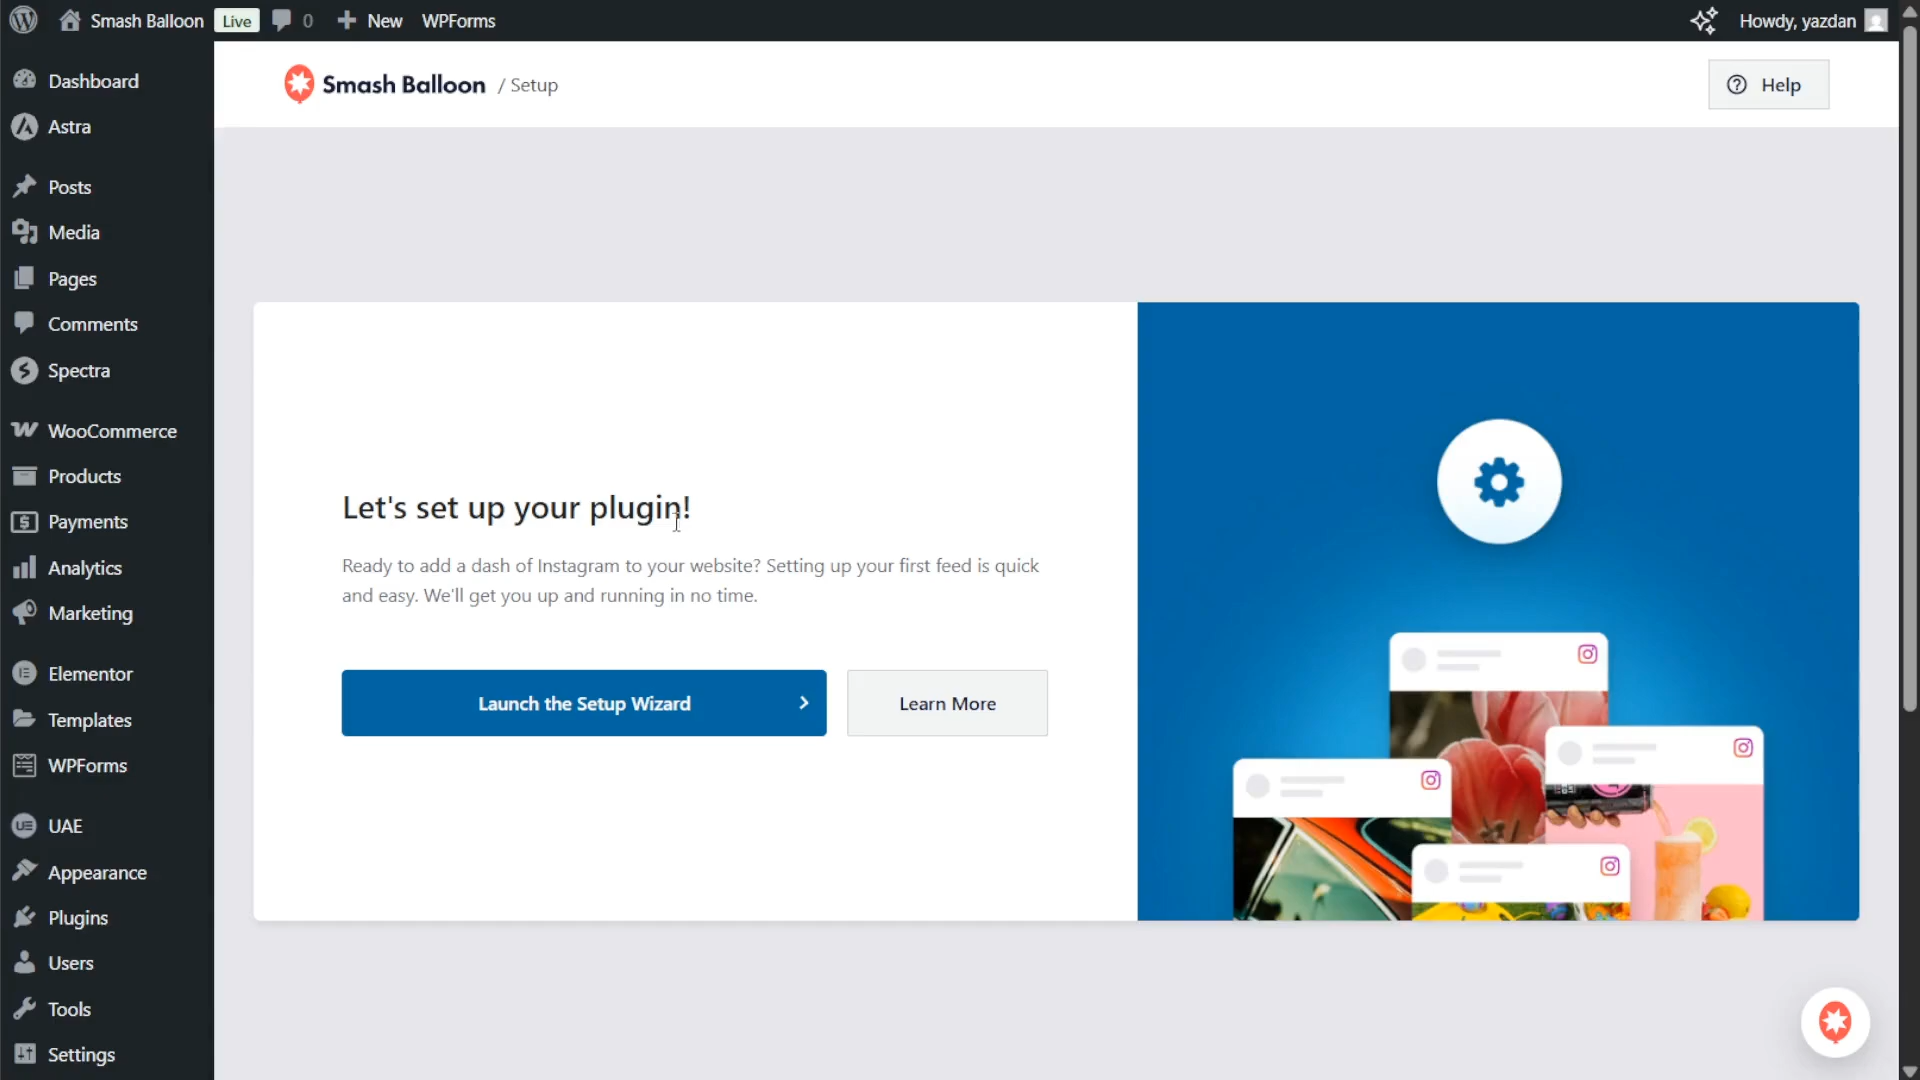 Smash Balloon Live 0 New WPForms Howdy, yazdan
Dashboard
Astra
Posts
Media
Pages
Comments
Spectra
WooCommerce
Products
Payments
Analytics
Marketing
Elementor
Templates
WPForms
UAE
Appearance
Plugins
Users
Tools
Settings
Smash Balloon / Setup
Help
Let's set up your plugin!
Ready to add a dash of Instagram to your website? Setting up your first feed is quick
and easy. We'll get you up and running in no time.
Launch the Setup Wizard
Learn More